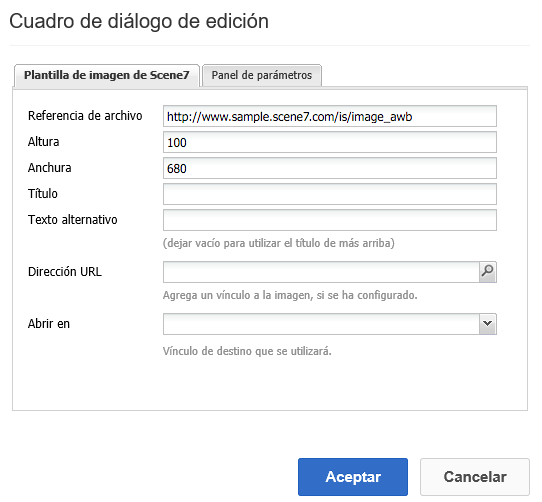 Cuadro de diálogo de edición
Plantilla de imagen de Scene7 Panel de parámetros
Referencia de archivo http://www.sample.scene7.com/is/image_awb
Altura 100
Anchura 680
Título
Texto alternativo
(dejar vacío para utilizar el título de más arriba)
Dirección URL
Agrega un vínculo a la imagen, si se ha configurado.
Abrir en
Vínculo de destino que se utilizará.
Aceptar Cancelar